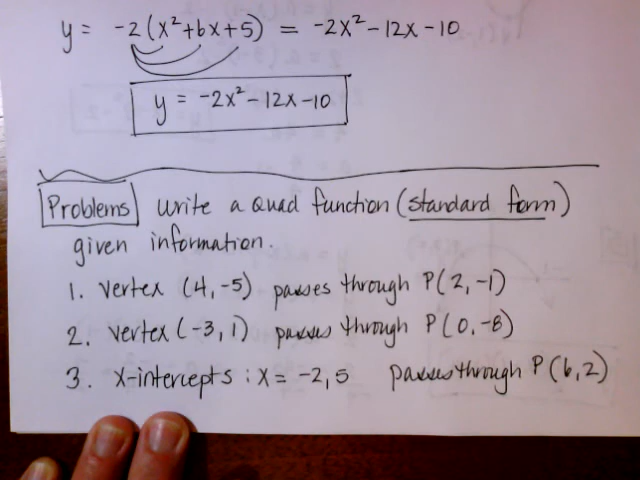 y = -2(x²+6x+5) = -2x²-12x-10
y = -2x²-12x-10
Problems write a Quad function (standard form)
given information.
1. vertex (4,-5) passes through P(2,-1)
2. vertex (-3,1) passes through P(0,-8)
3. x-intercepts : x = -2,5 passes through P(6,2)